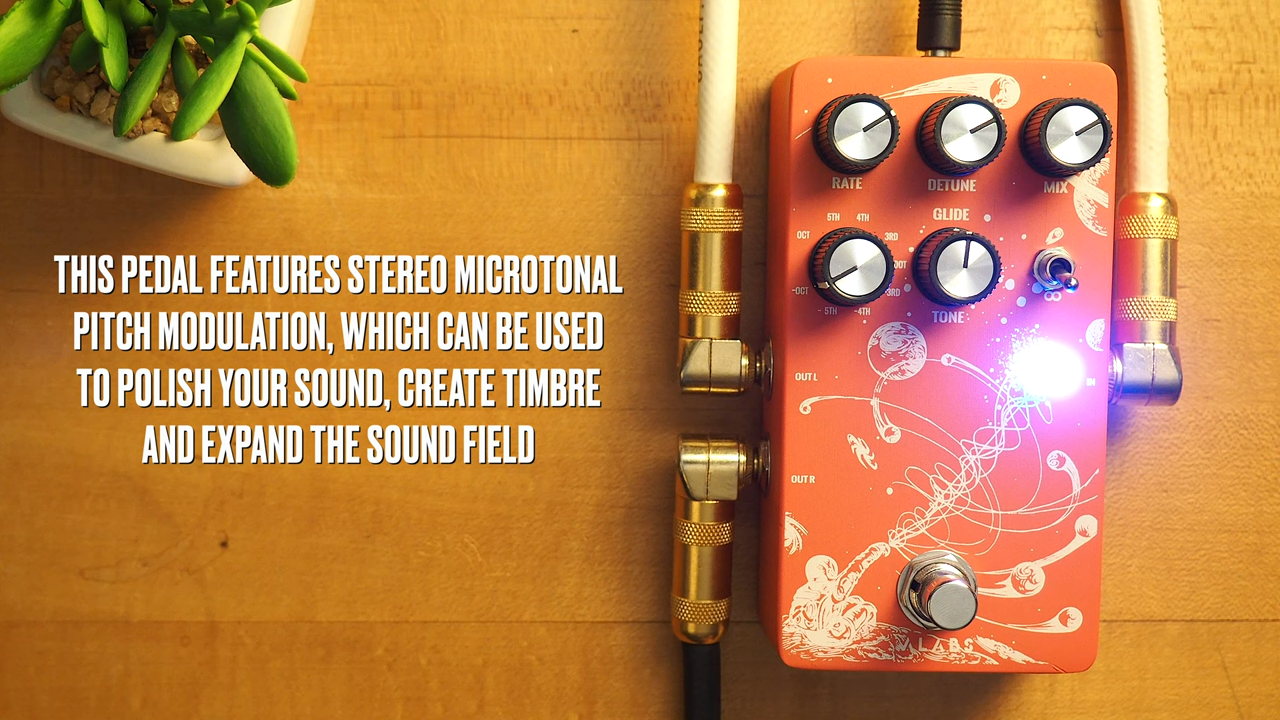 THIS PEDAL FEATURES STEREO MICROTONAL
PITCH MODULATION, WHICH CAN BE USED
TO POLISH YOUR SOUND, CREATE TIMBRE
AND EXPAND THE SOUND FIELD
RATE DETUNE MIX
GLIDE
5TH 4TH
OCT 3RD
-OCT -3RD
-5TH -4TH
TONE
OUT L IN
OUT R
LABS